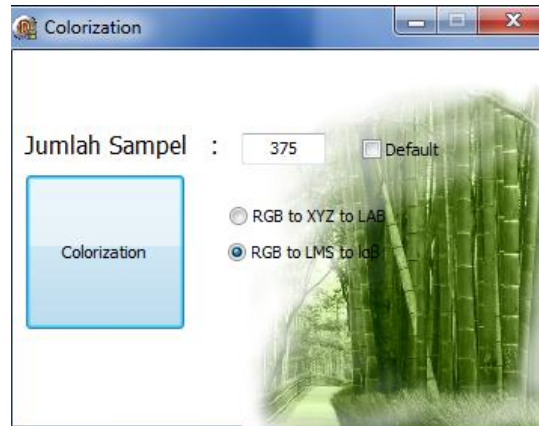 Colorization
Jumlah Sampel : 375 Default
RGB to XYZ to LAB
Colorization
RGB to LMS to lαβ